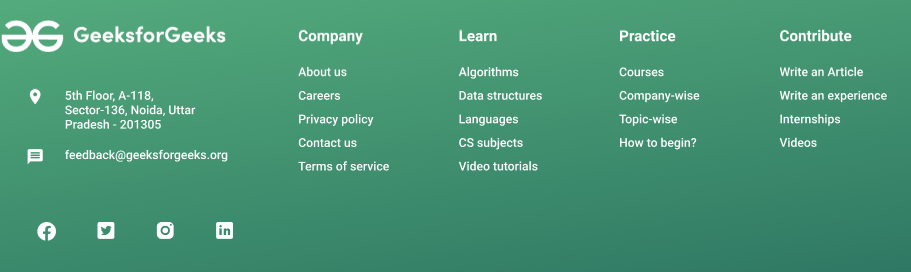 GeeksforGeeks
5th Floor, A-118,
Sector-136, Noida, Uttar
Pradesh - 201305
feedback@geeksforgeeks.org
Company
About us
Careers
Privacy policy
Contact us
Terms of service
Learn
Algorithms
Data structures
Languages
CS subjects
Video tutorials
Practice
Courses
Company-wise
Topic-wise
How to begin?
Contribute
Write an Article
Write an experience
Internships
Videos